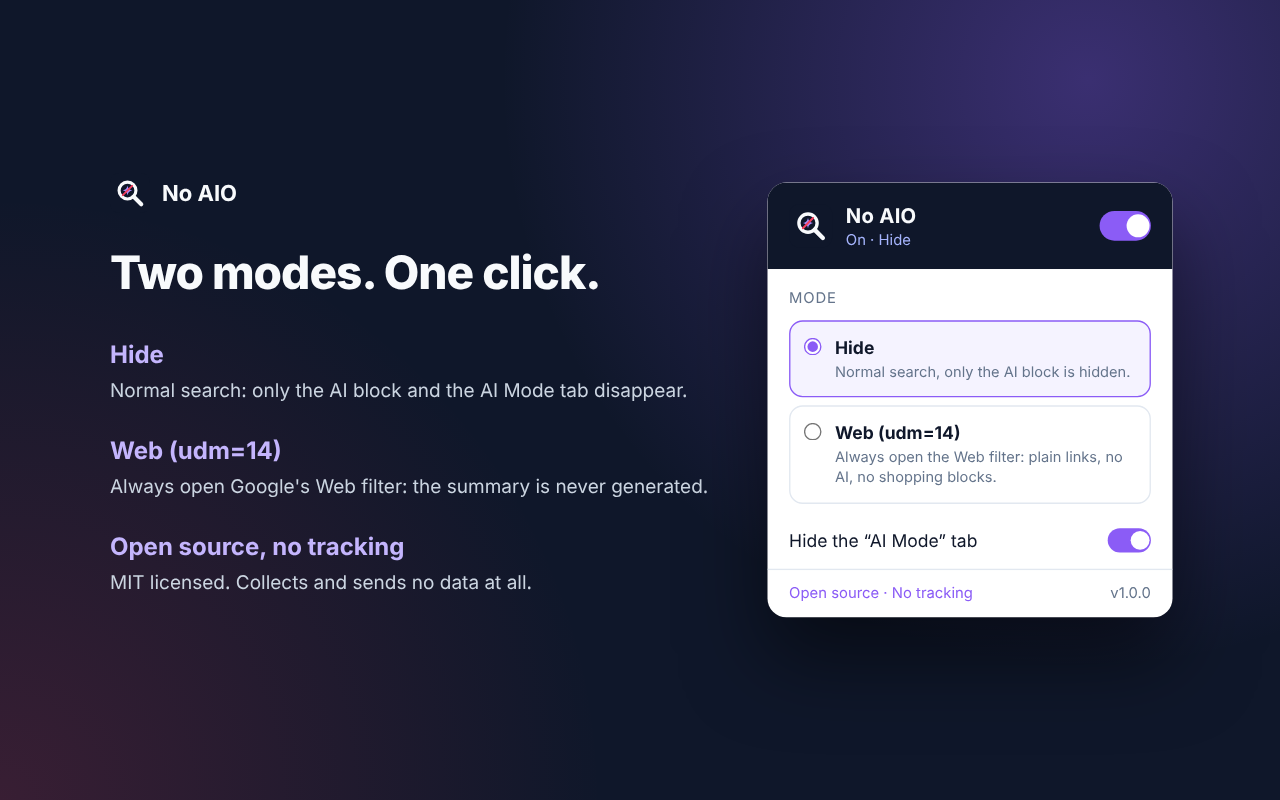 No AIO
Two modes. One click.
Hide
Normal search: only the AI block and the AI Mode tab disappear.
Web (udm=14)
Always open Google's Web filter: the summary is never generated.
Open source, no tracking
MIT licensed. Collects and sends no data at all.
No AIO
On · Hide
MODE
Hide
Normal search, only the AI block is hidden.
Web (udm=14)
Always open the Web filter: plain links, no
AI, no shopping blocks.
Hide the “AI Mode” tab
Open source · No tracking
v1.0.0